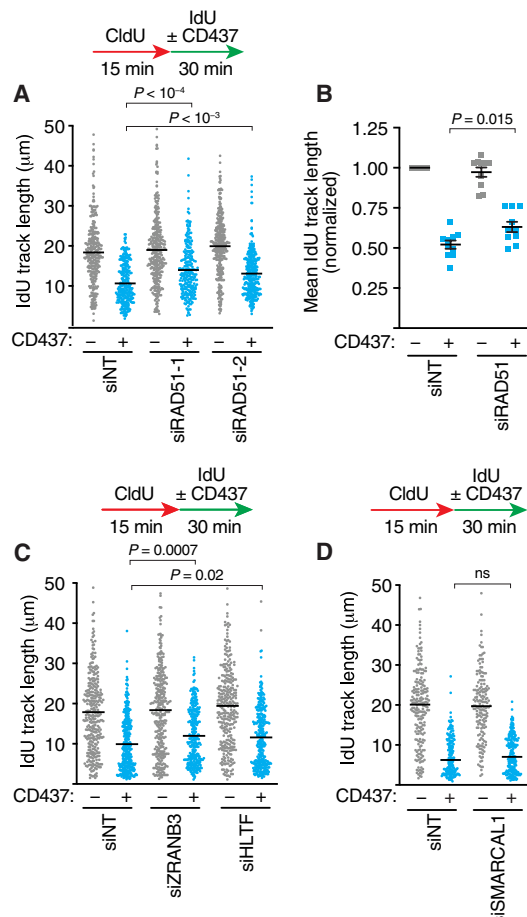 IdU
CldU ± CD437
15 min 30 min
A
P < 10⁻⁴
P < 10⁻³
IdU track length (μm)
50
40
30
20
10
CD437: – + – + – +
siNT siRAD51-1 siRAD51-2
B
P = 0.015
Mean IdU track length
(normalized)
1.25
1.00
0.75
0.50
0.25
CD437: – + – +
siNT siRAD51
IdU
CldU ± CD437
15 min 30 min
C
P = 0.0007
P = 0.02
IdU track length (μm)
50
40
30
20
10
CD437: – + – + – +
siNT siZRANB3 siHLTF
IdU
CldU ± CD437
15 min 30 min
D
ns
IdU track length (μm)
50
40
30
20
10
CD437: – + – +
siNT siSMARCAL1